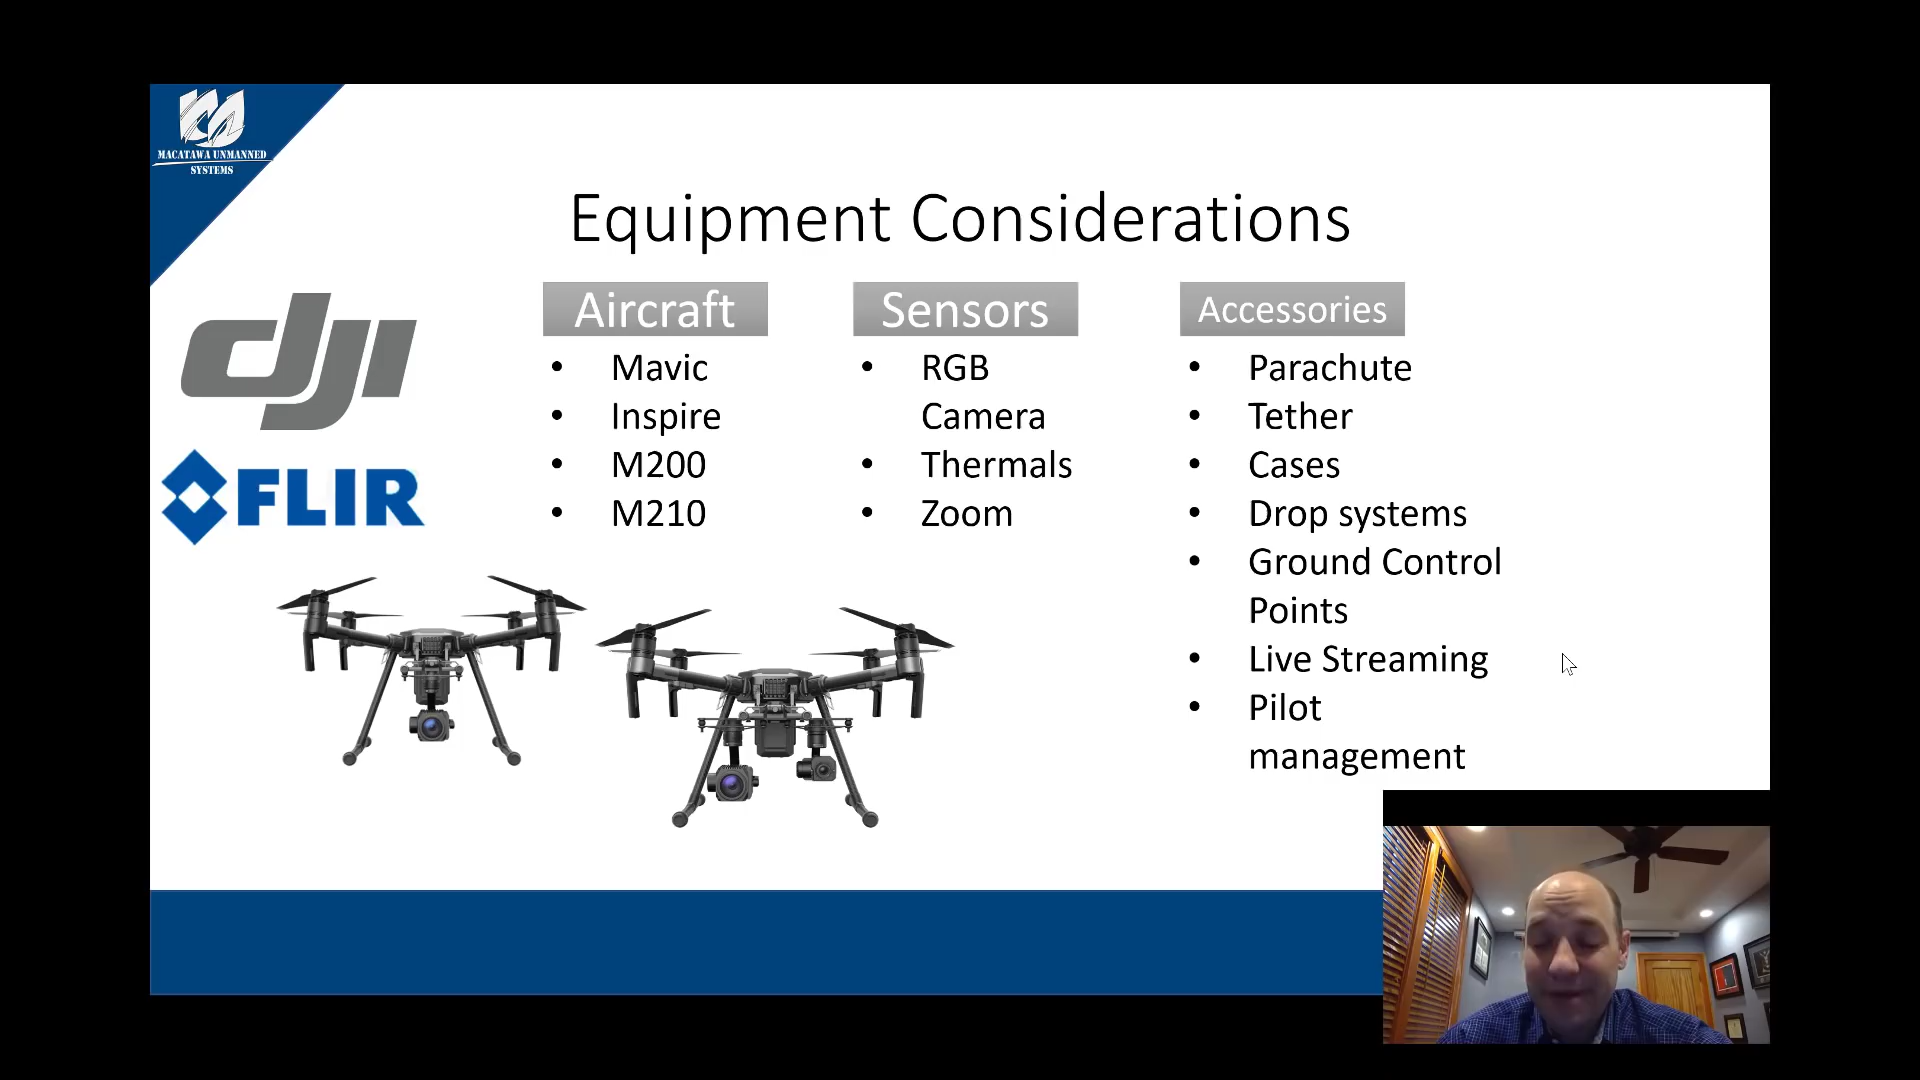 MACATAWA UNMANNED
SYSTEMS
Equipment Considerations
dji
FLIR
Aircraft
• Mavic
• Inspire
• M200
• M210
Sensors
• RGB
Camera
• Thermals
• Zoom
Accessories
• Parachute
• Tether
• Cases
• Drop systems
• Ground Control
Points
• Live Streaming
• Pilot
management